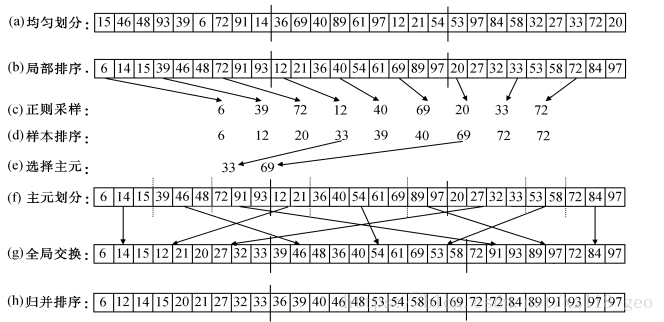 (a)均匀划分: 15 46 48 93 39 6 72 91 14 36 69 40 89 61 97 12 21 54 53 97 84 58 32 27 33 72 20
(b)局部排序. 6 14 15 39 46 48 72 91 93 12 21 36 40 54 61 69 89 97 20 27 32 33 53 58 72 84 97
(c)正则采样: 6 39 72 12 40 69 20 33 72
(d)样本排序: 6 12 20 33 39 40 69 72 72
(e)选择主元: 33 69
(f)主元划分: 6 14 15 39 46 48 72 91 93 12 21 36 40 54 61 69 89 97 20 27 32 33 53 58 72 84 97
(g)全局交换: 6 14 15 12 21 20 27 32 33 39 46 48 36 40 54 61 69 53 58 72 91 93 89 97 72 84 97
(h)归并排序: 6 12 14 15 20 21 27 32 33 36 39 40 46 48 53 54 58 61 69 72 72 84 89 91 93 97 97